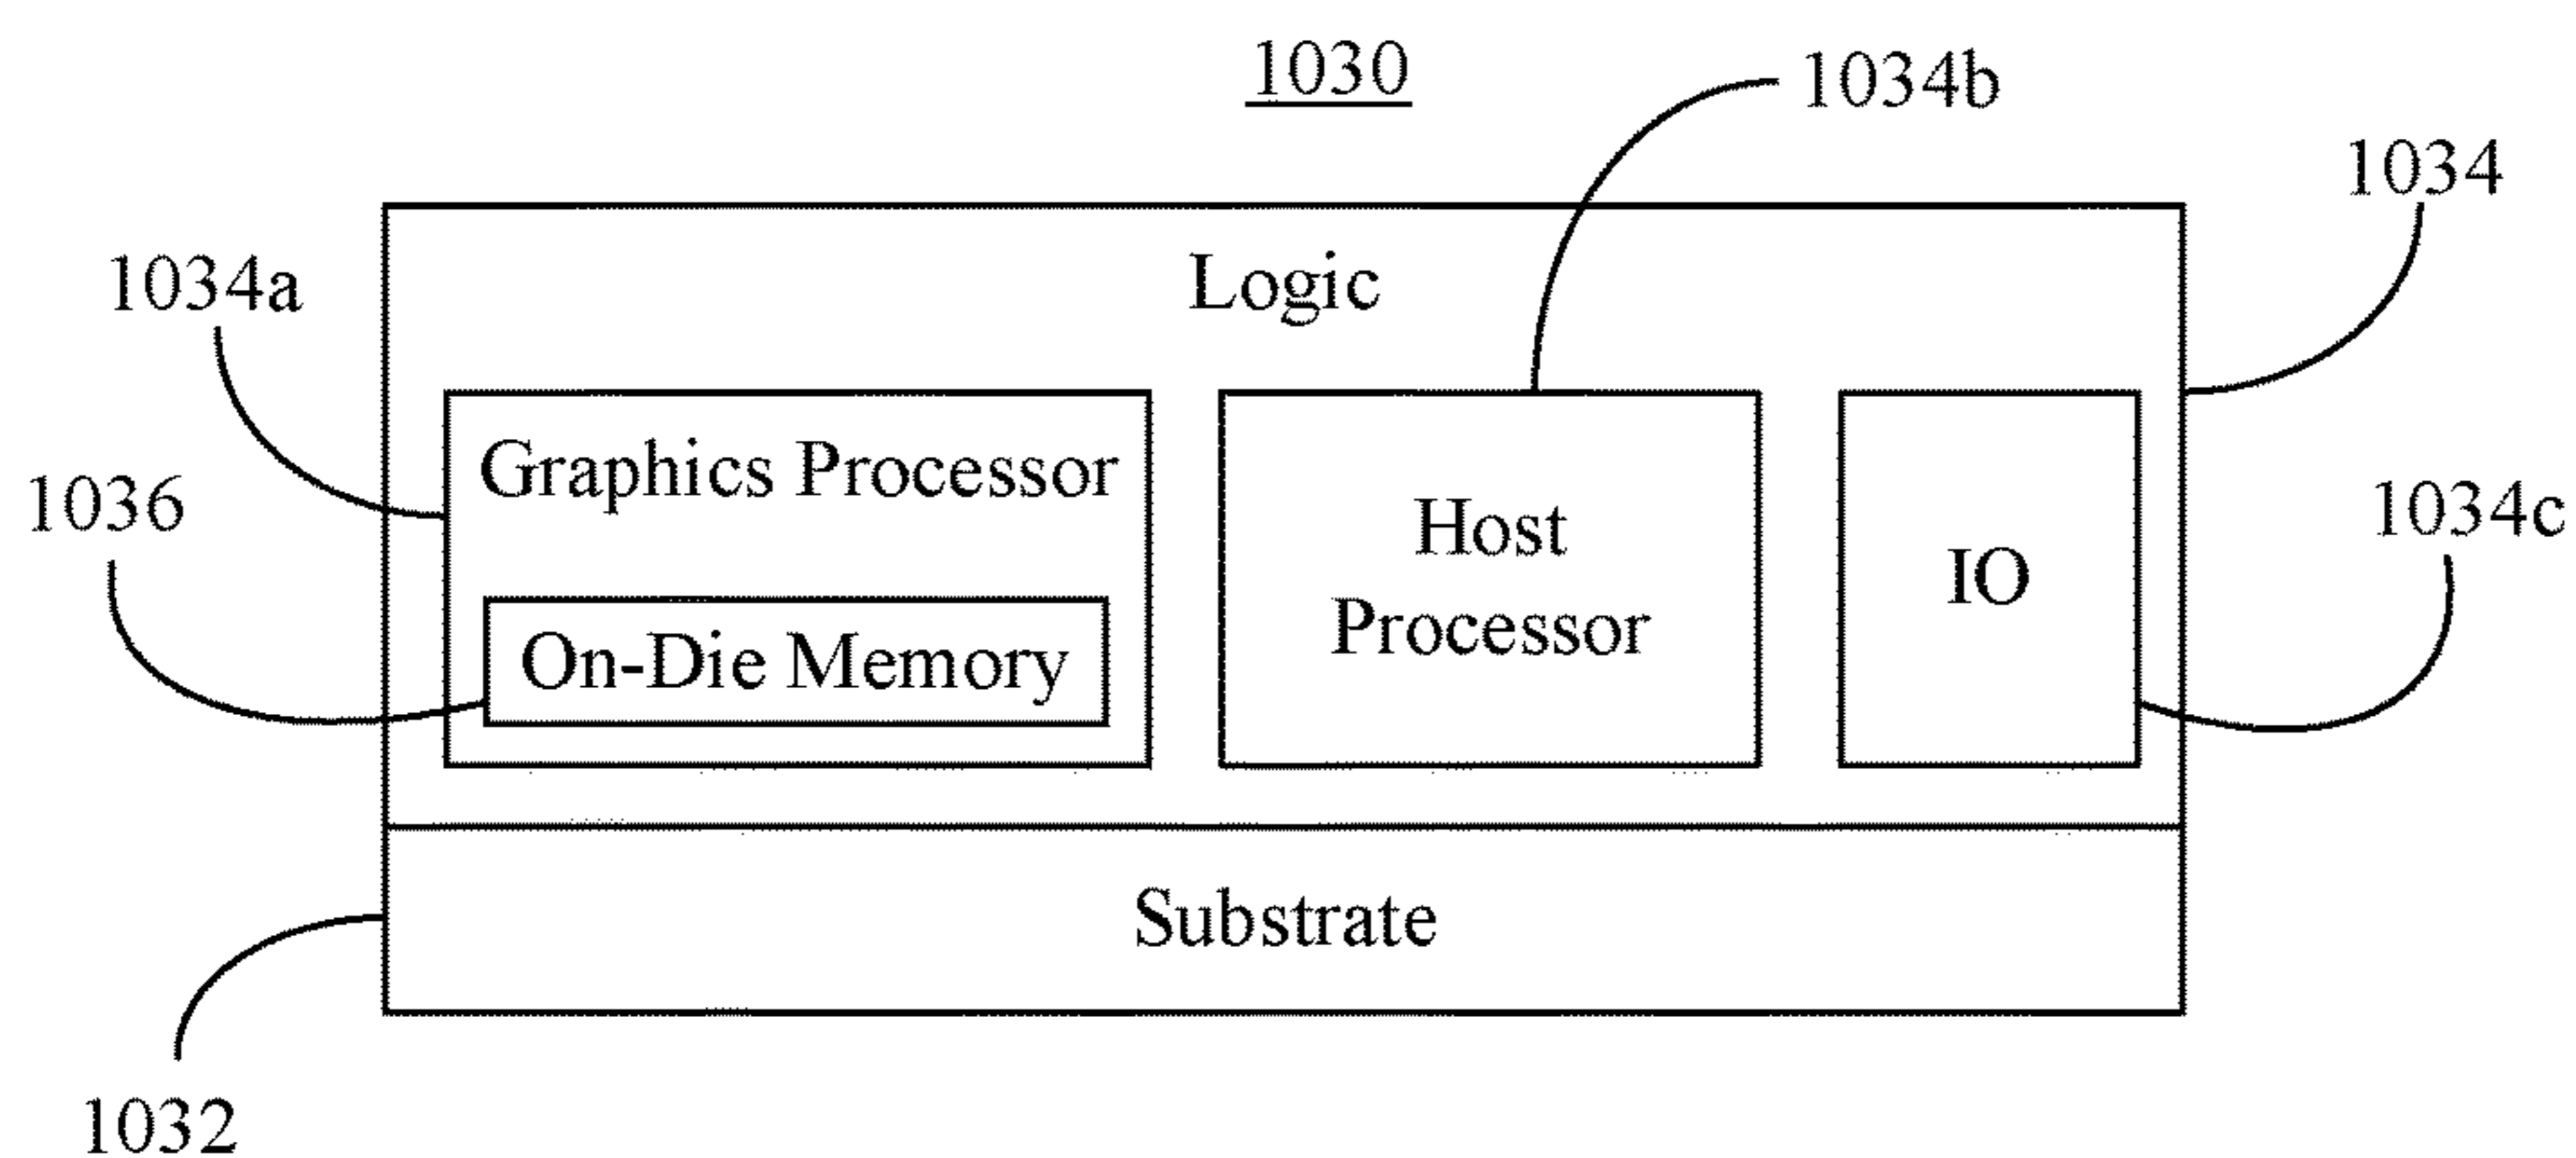 1030
1034b
1034
Logic
1034a
Graphics Processor
1036
Host
Processor
1034c
IO
On-Die Memory
Substrate
1032